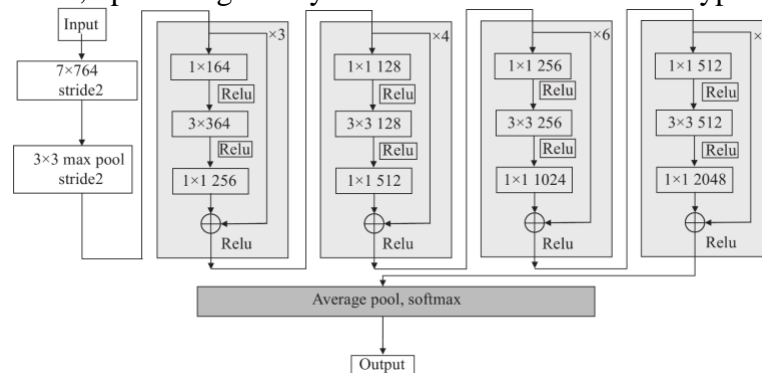 Input
7×764
stride2
3×3 max pool
stride2
×3
1×164
Relu
3×364
Relu
1×1 256
Relu
×4
1×1 128
Relu
3×3 128
Relu
1×1 512
Relu
×6
1×1 256
Relu
3×3 256
Relu
1×1 1024
Relu
×
1×1 512
Relu
3×3 512
Relu
1×1 2048
Relu
Average pool, softmax
Output